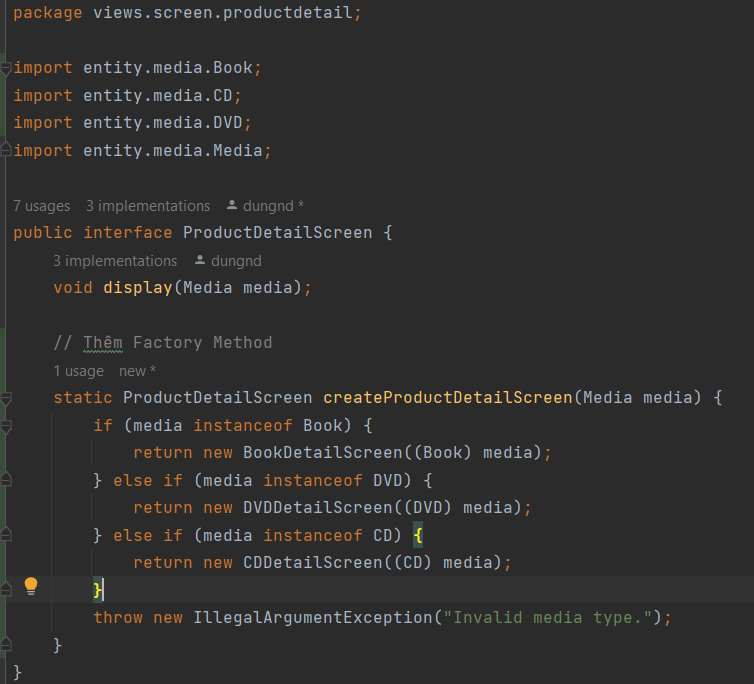 package views.screen.productdetail;
import entity.media.Book;
import entity.media.CD;
import entity.media.DVD;
import entity.media.Media;
7 usages 3 implementations dungnd *
public interface ProductDetailScreen {
3 implementations dungnd
void display(Media media);
// Thêm Factory Method
1 usage new *
static ProductDetailScreen createProductDetailScreen(Media media) {
if (media instanceof Book) {
return new BookDetailScreen((Book) media);
} else if (media instanceof DVD) {
return new DVDDetailScreen((DVD) media);
} else if (media instanceof CD) {
return new CDDetailScreen((CD) media);
}
throw new IllegalArgumentException("Invalid media type.");
}
}